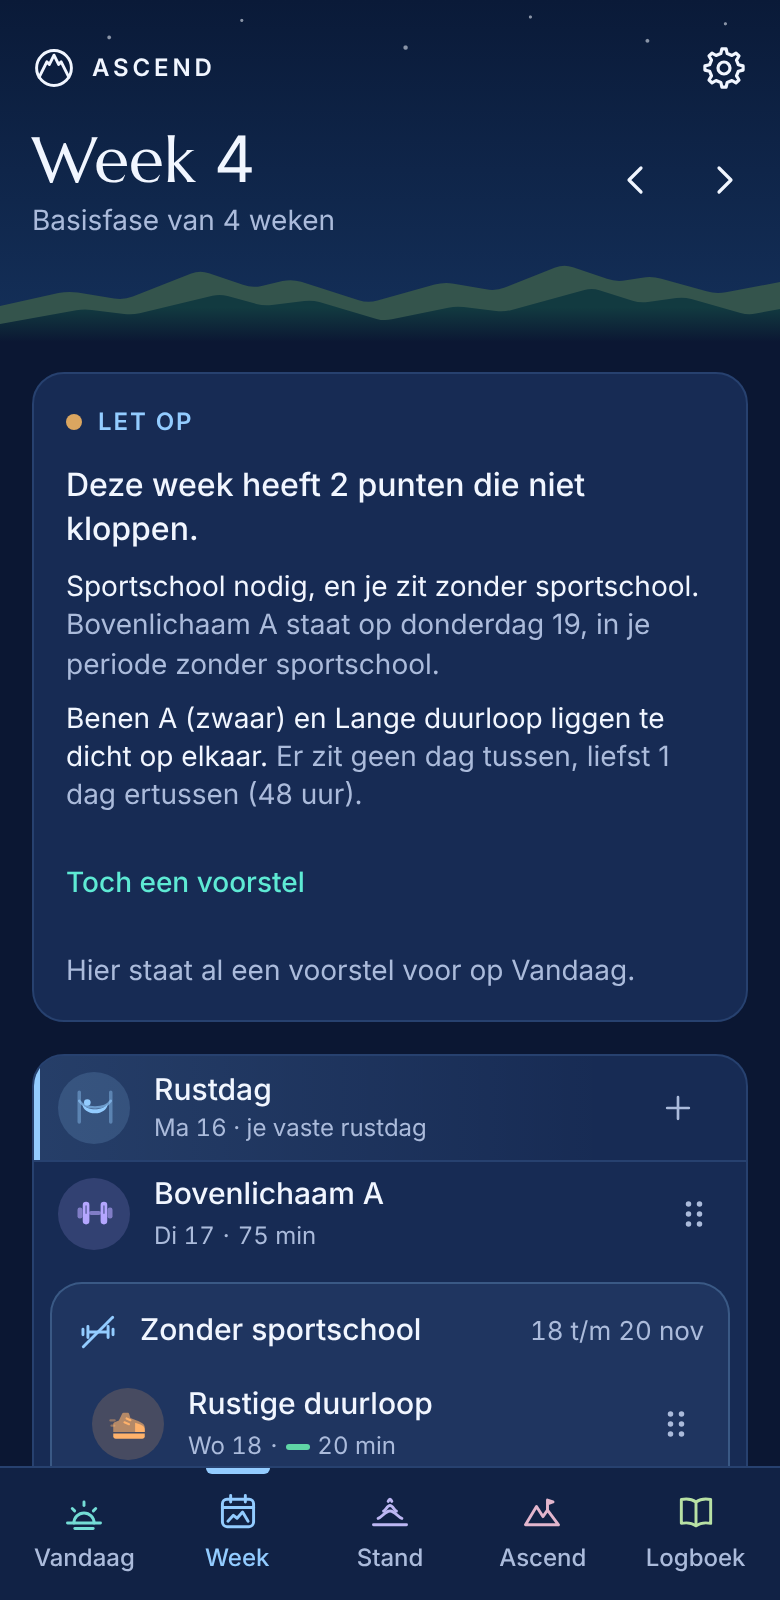 ASCEND
Week 4
Basisfase van 4 weken
LET OP
Deze week heeft 2 punten die niet
kloppen.
Sportschool nodig, en je zit zonder sportschool.
Bovenlichaam A staat op donderdag 19, in je
periode zonder sportschool.
Benen A (zwaar) en Lange duurloop liggen te
dicht op elkaar. Er zit geen dag tussen, liefst 1
dag ertussen (48 uur).
Toch een voorstel
Hier staat al een voorstel voor op Vandaag.
Rustdag
Ma 16 · je vaste rustdag
Bovenlichaam A
Di 17 · 75 min
Zonder sportschool 18 t/m 20 nov
Rustige duurloop
Wo 18 · 20 min
Vandaag Week Stand Ascend Logboek